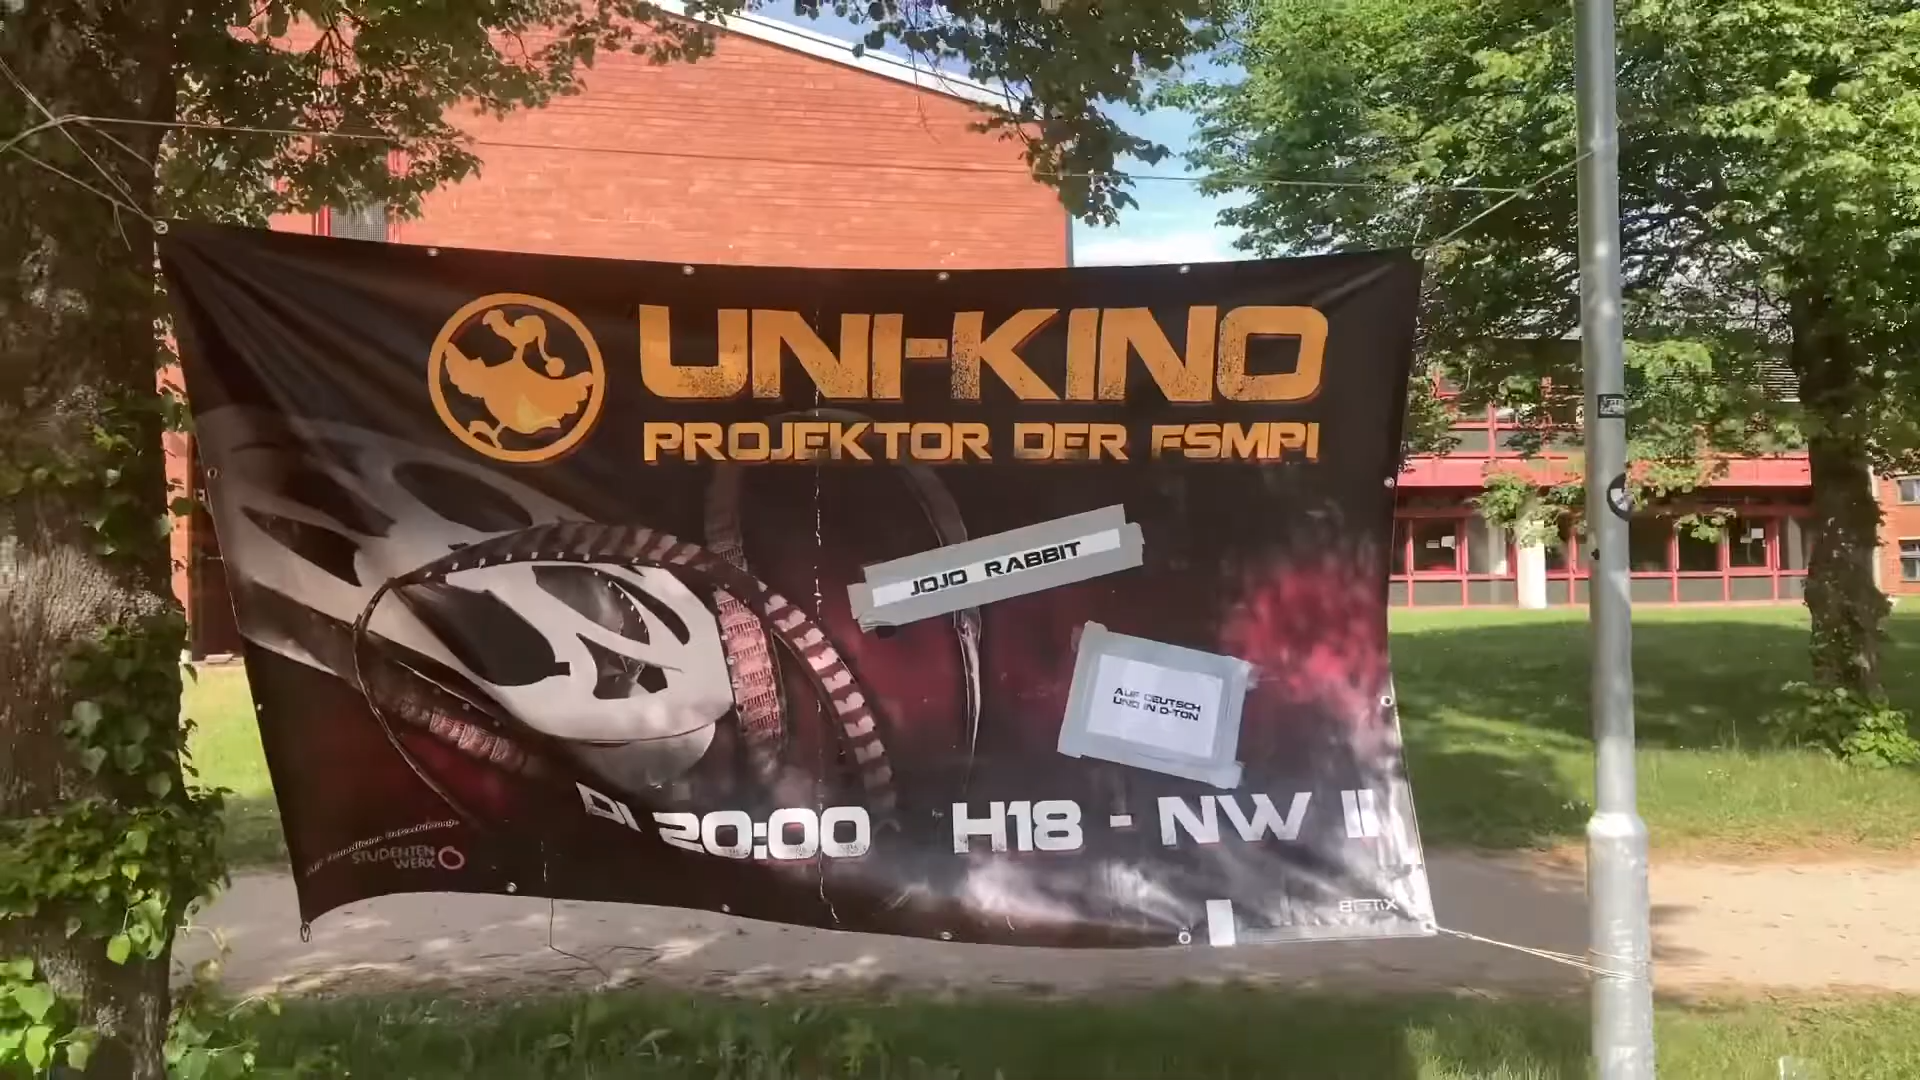 UNI-KINO
PROJEKTOR DER FSMPI
JOJO RABBIT
AUF DEUTSCH
UND IN O-TON
DI 20:00 H18 - NW II
STUDENTEN
WERK